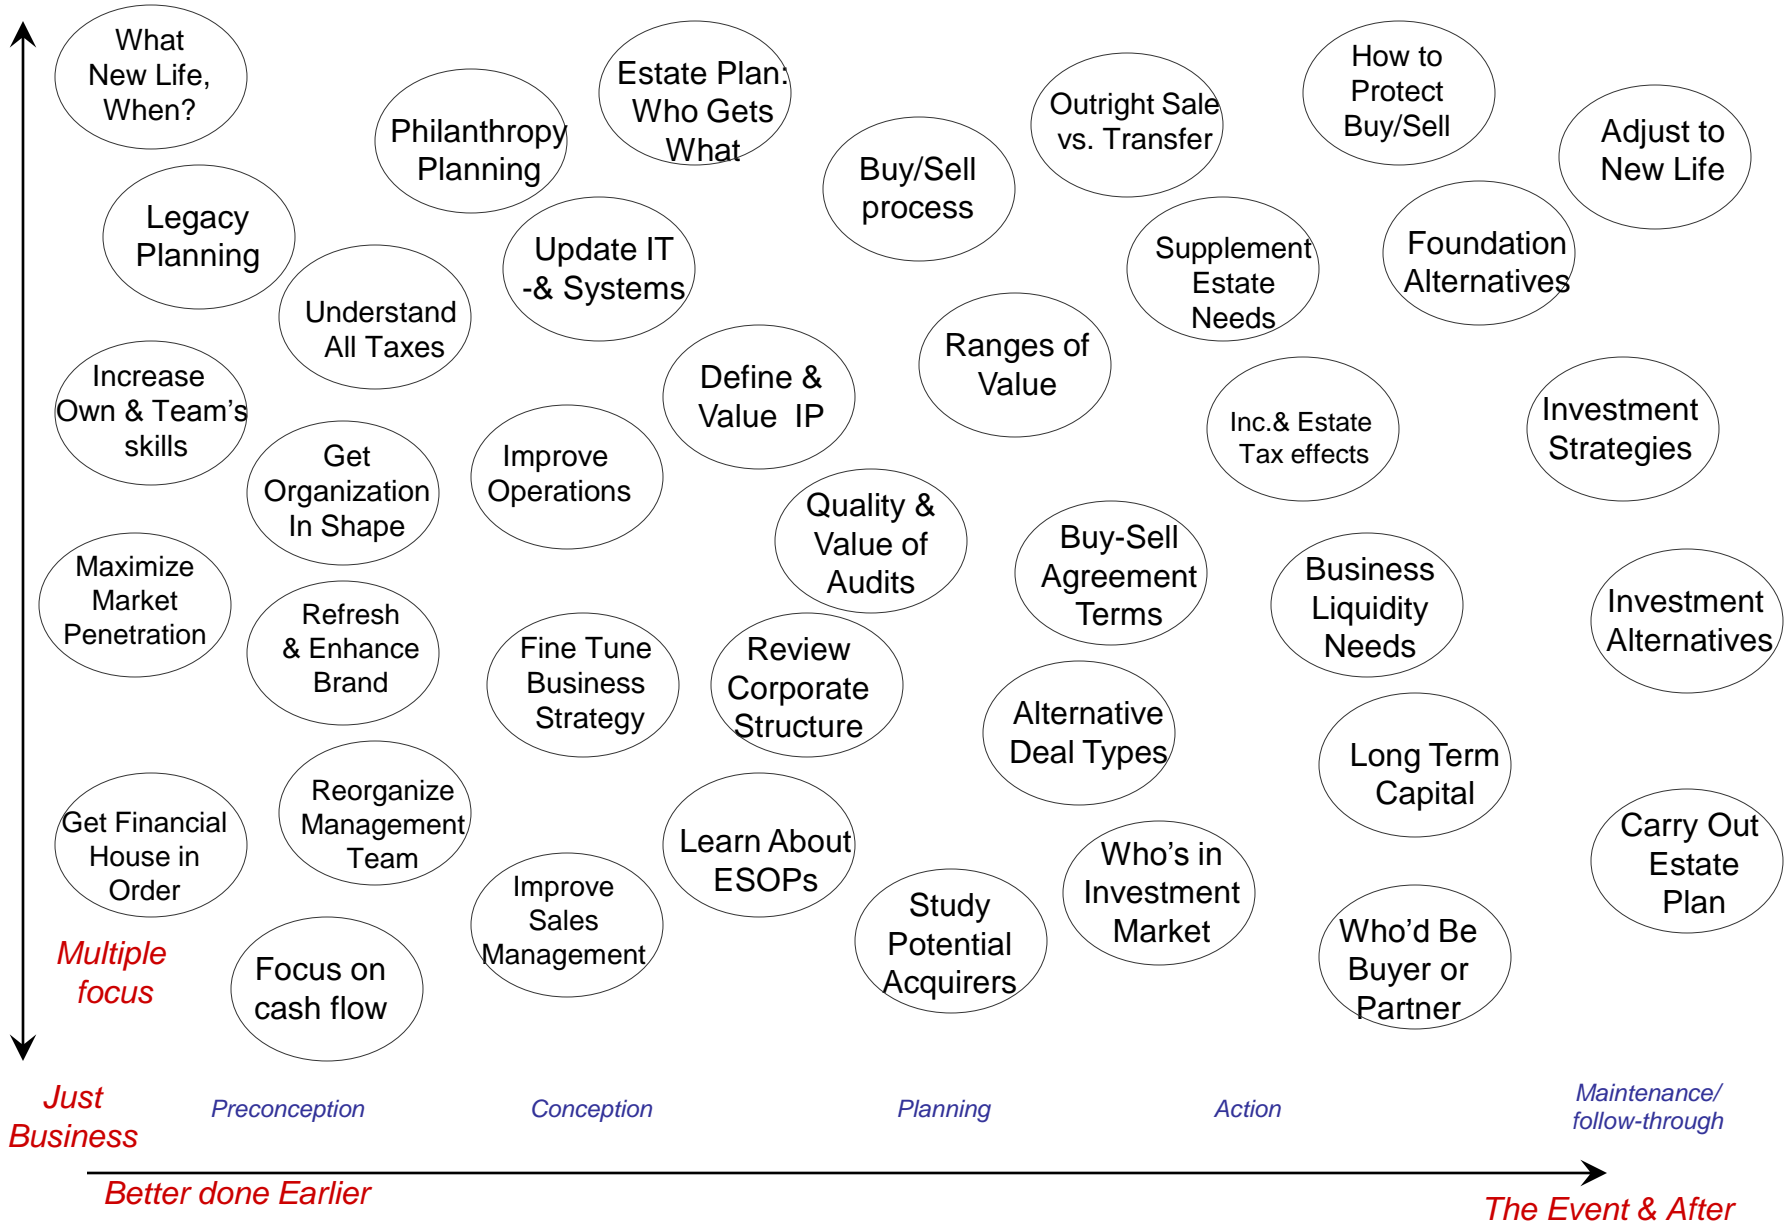 What
New Life,
When?
Legacy
Planning
Increase
Own & Team's
skills
Maximize
Market
Penetration
Get Financial
House in
Order
Understand
All Taxes
Get
Organization
In Shape
Refresh
& Enhance
Brand
Reorganize
Management
Team
Focus on
cash flow
Philanthropy
Planning
Estate Plan:
Who Gets
What
Update IT
-& Systems
Improve
Operations
Fine Tune
Business
Strategy
Improve
Sales
Management
Define &
Value  IP
Quality &
Value of
Audits
Review
Corporate
Structure
Learn About
ESOPs
Buy/Sell
process
Ranges of
Value
Buy-Sell
Agreement
Terms
Alternative
Deal Types
Study
Potential
Acquirers
Who's in
Investment
Market
Outright Sale
vs. Transfer
Supplement
Estate
Needs
Inc.& Estate
Tax effects
Business
Liquidity
Needs
Long Term
Capital
Who'd Be
Buyer or
Partner
How to
Protect
Buy/Sell
Foundation
Alternatives
Adjust to
New Life
Investment
Strategies
Investment
Alternatives
Carry Out
Estate
Plan
Multiple
focus
Just
Business
Preconception
Conception
Planning
Action
Maintenance/
follow-through
Better done Earlier
The Event & After